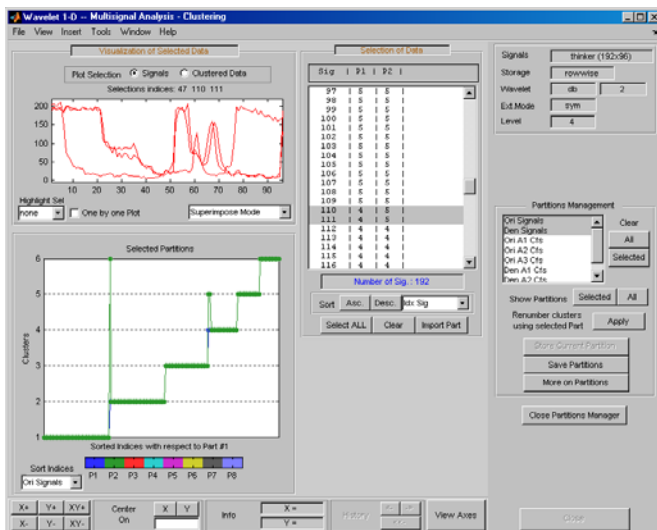 Wavelet 1-D -- Multisignal Analysis - Clustering
File View Insert Tools Window Help
Visualization of Selected Data
Plot Selection Signals Clustered Data
Selections indices: 47 110 111
200
150
100
50
0
10 20 30 40 50 60 70 80 90
Highlight Sel
none One by one Plot Superimpose Mode
Selected Partitions
6
5
4
3
2
1
Clusters
Sorted Indices with respect to Part #1
Sort Indices
Ori Signals
P1 P2 P3 P4 P5 P6 P7 P8
Selection of Data
Sig | P1 | P2 |
97 | 5 | 5 |
98 | 5 | 5 |
99 | 5 | 5 |
100 | 5 | 5 |
101 | 5 | 5 |
102 | 5 | 5 |
103 | 5 | 5 |
104 | 5 | 5 |
105 | 5 | 5 |
106 | 5 | 5 |
107 | 5 | 5 |
108 | 5 | 5 |
109 | 5 | 5 |
110 | 4 | 5 |
111 | 4 | 5 |
112 | 4 | 4 |
113 | 4 | 4 |
114 | 4 | 4 |
115 | 4 | 4 |
116 | 4 | 4 |
Number of Sig. : 192
Sort Asc. Desc. Idx Sig
Select ALL Clear Import Part
Signals thinker (192x96)
Storage rowwise
Wavelet db 2
Ext.Mode sym
Level 4
Partitions Management
Ori Signals
Den Signals
Ori A1 Cfs
Ori A2 Cfs
Ori A3 Cfs
Den A1 Cfs
Den A2 Cfs
Clear
All
Selected
Show Partitions Selected All
Renumber clusters
using selected Part Apply
Store Current Partition
Save Partitions
More on Partitions
Close Partitions Manager
X+ Y+ XY+
X- Y- XY-
Center
On
X Y
Info
X =
Y =
History
View Axes
Close